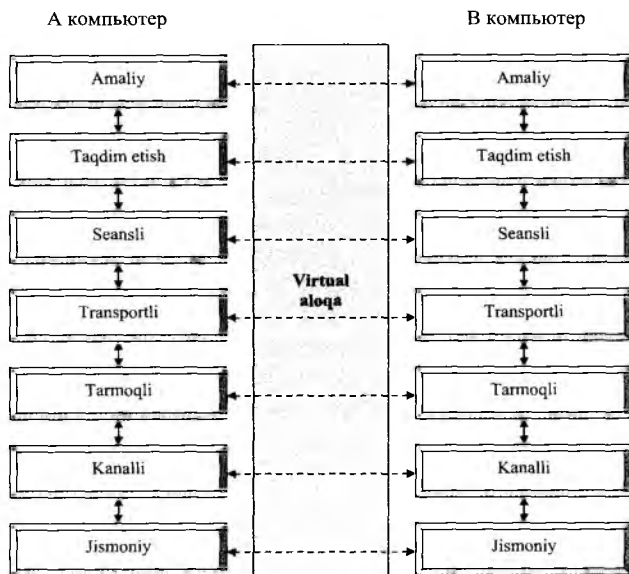 А компьютер
В компьютер
Amaliy
Amaliy
Taqdim etish
Taqdim etish
Seansli
Seansli
Virtual
aloqa
Transportli
Transportli
Tarmoqli
Tarmoqli
Kanalli
Kanalli
Jismoniy
Jismoniy